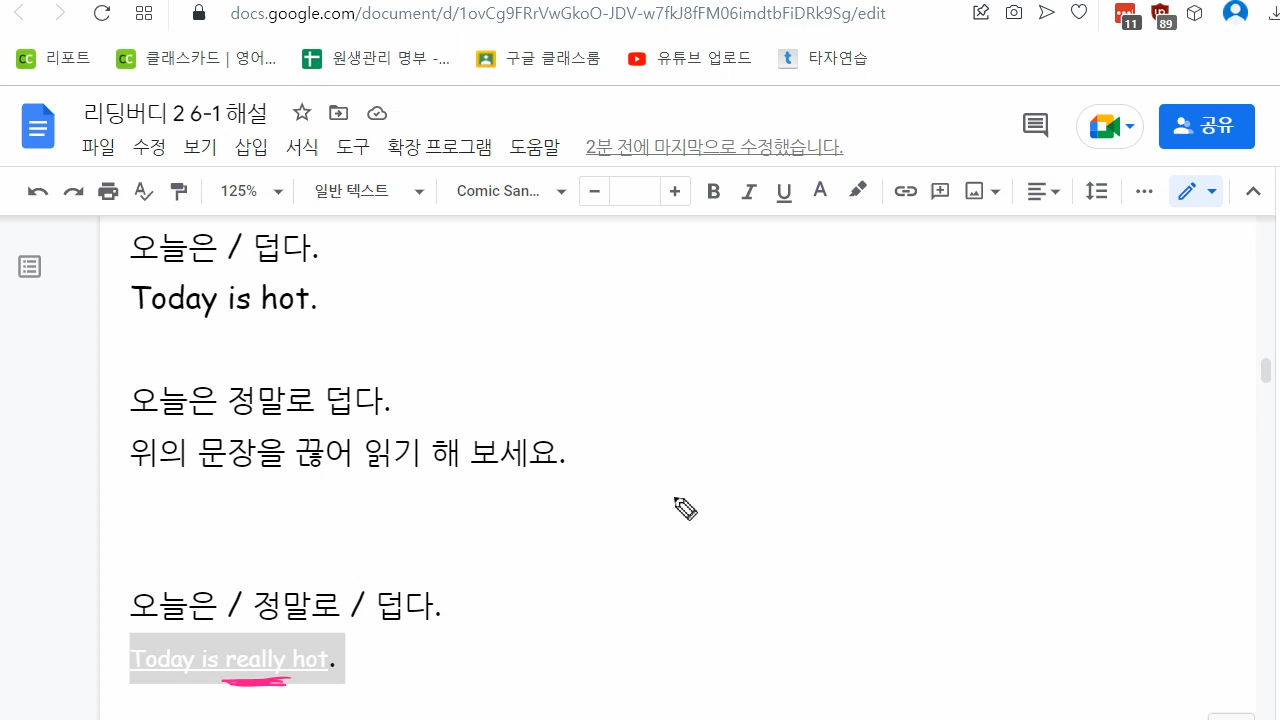 docs.google.com/document/d/1ovCg9FRrVwGkoO-JDV-w7fkJ8fFM06imdtbFiDRk9Sg/edit
11 89
리포트 클래스카드 | 영어... 원생관리 명부 -... 구글 클래스룸 유튜브 업로드 t 타자연습
리딩버디 2 6-1 해설
파일 수정 보기 삽입 서식 도구 확장 프로그램 도움말 2분 전에 마지막으로 수정했습니다.
공유
125% 일반 텍스트 Comic San... B I U A
오늘은 / 덥다.
Today is hot.
오늘은 정말로 덥다.
위의 문장을 끊어 읽기 해 보세요.
오늘은 / 정말로 / 덥다.
Today is really hot.